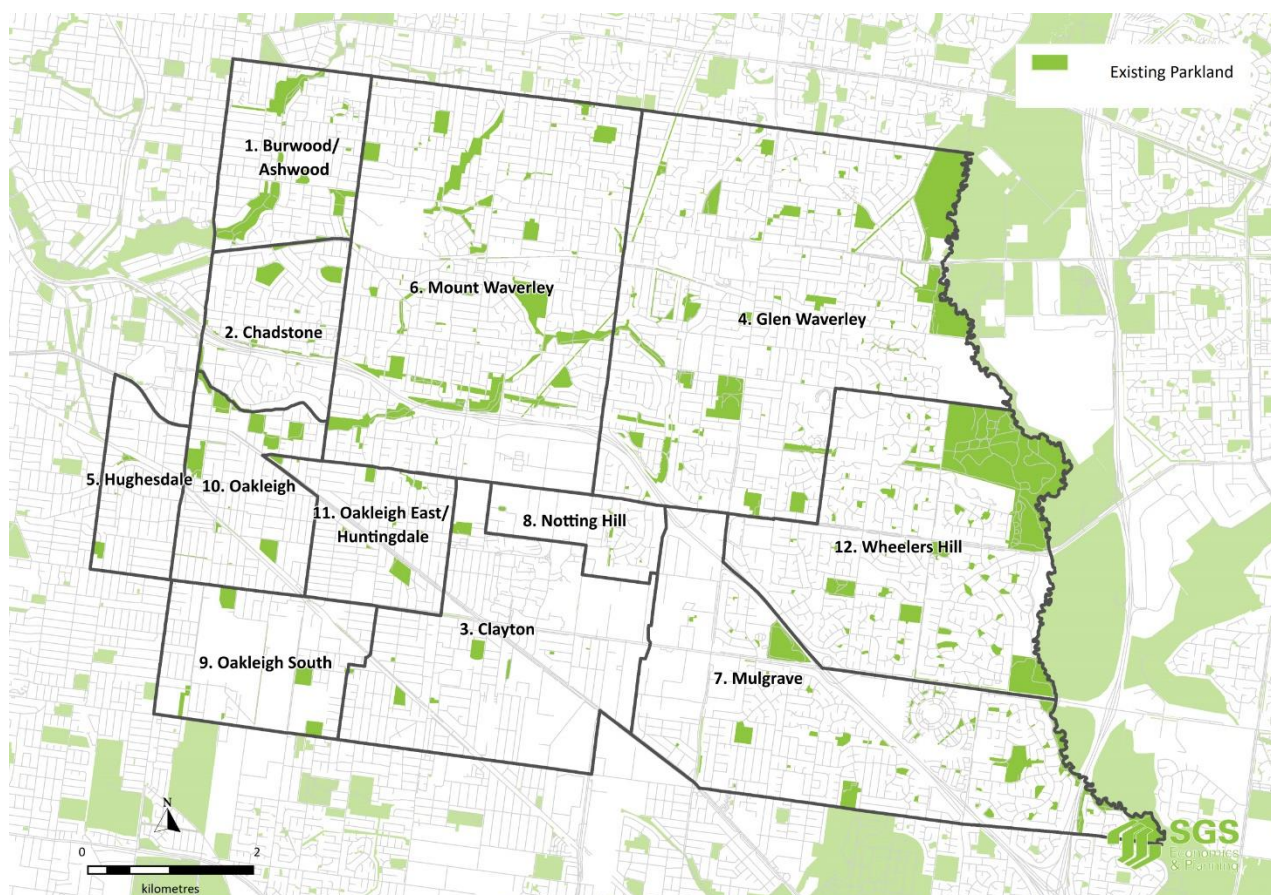 Existing Parkland
1. Burwood/
Ashwood
6. Mount Waverley
4. Glen Waverley
2. Chadstone
5. Hughesdale
10. Oakleigh
11. Oakleigh East/
Huntingdale
8. Notting Hill
12. Wheelers Hill
3. Clayton
9. Oakleigh South
7. Mulgrave
N
0 2
kilometres
SGS
Economics
& Planning